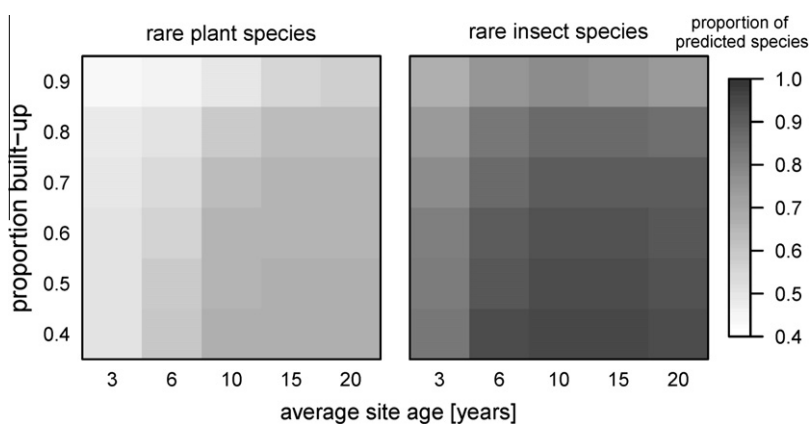 rare plant species
rare insect species
proportion of
predicted species
proportion built-up
0.9
0.8
0.7
0.6
0.5
0.4
1.0
0.9
0.8
0.7
0.6
0.5
0.4
3 6 10 15 20
3 6 10 15 20
average site age [years]